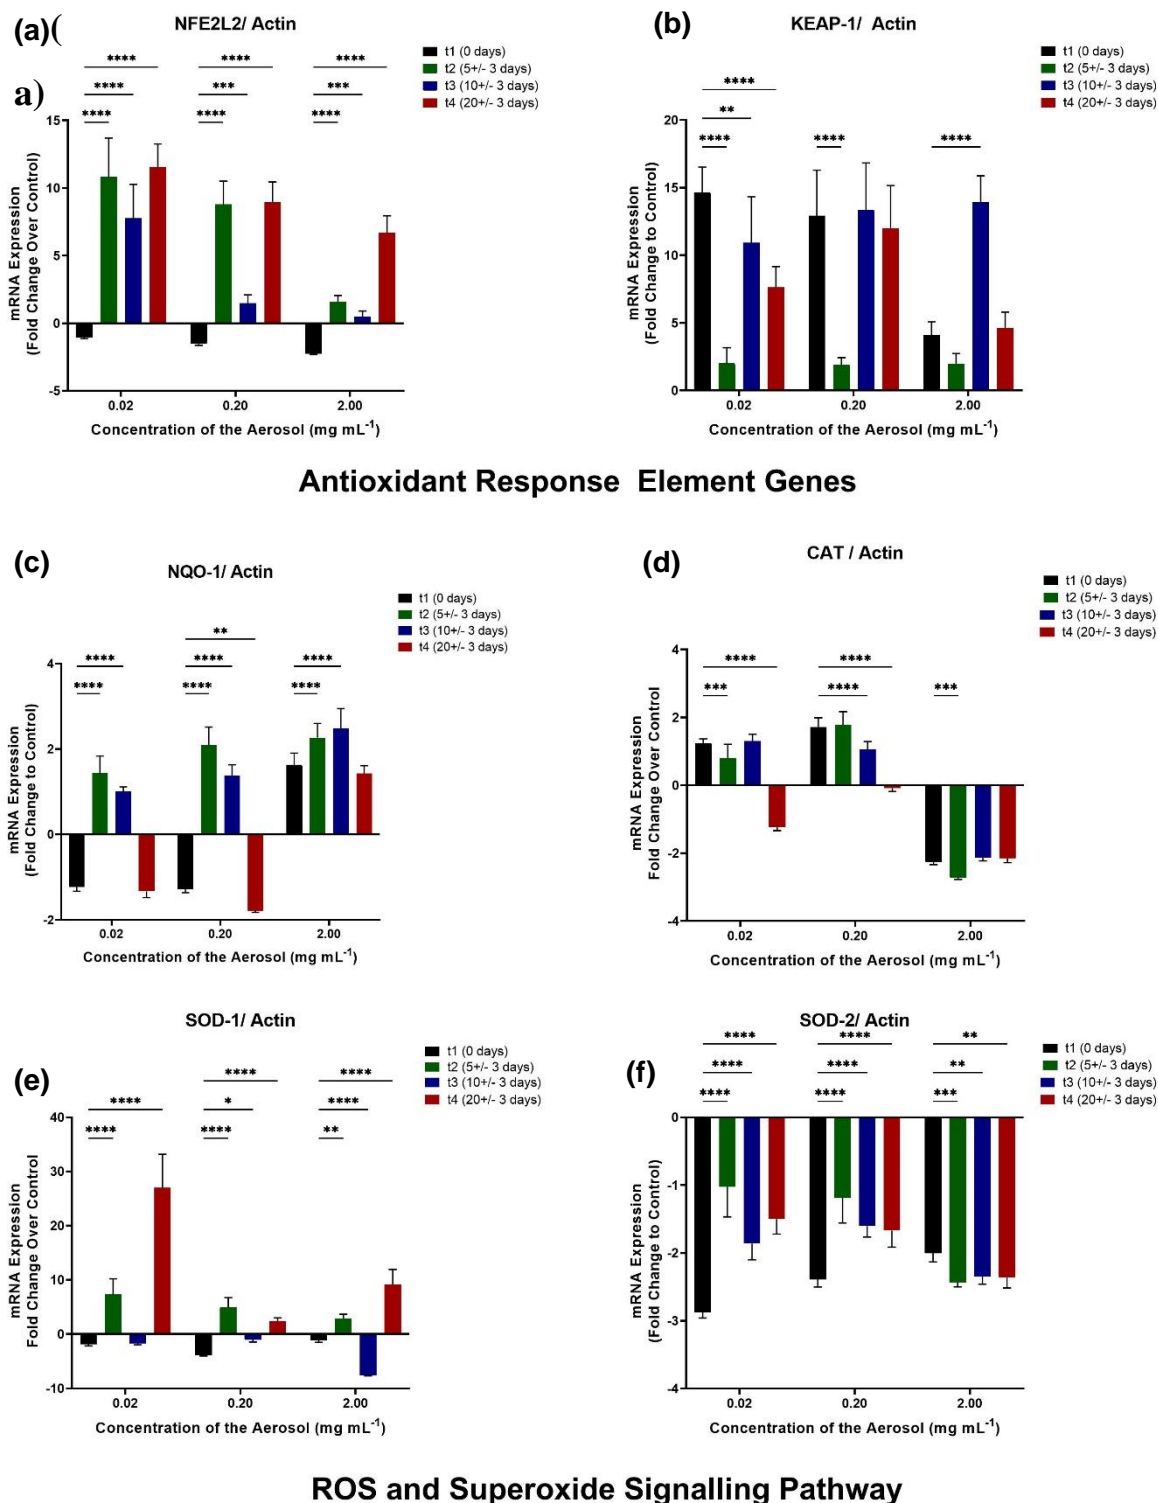 (a)(
a)
NFE2L2/ Actin
t1 (0 days)
t2 (5+/- 3 days)
t3 (10+/- 3 days)
t4 (20+/- 3 days)
**** **** ****
**** *** ***
**** **** ****
mRNA Expression
(Fold Change Over Control)
15
10
5
0
-5
0.02 0.20 2.00
Concentration of the Aerosol (mg mL-1)
(b)
KEAP-1/ Actin
t1 (0 days)
t2 (5+/- 3 days)
t3 (10+/- 3 days)
t4 (20+/- 3 days)
****
**
**** **** ****
mRNA Expression
(Fold Change to Control)
20
15
10
5
0
0.02 0.20 2.00
Concentration of the Aerosol (mg mL-1)
Antioxidant Response Element Genes
(c)
NQO-1/ Actin
t1 (0 days)
t2 (5+/- 3 days)
t3 (10+/- 3 days)
t4 (20+/- 3 days)
**
**** **** ****
**** **** ****
mRNA Expression
(Fold Change to Control)
4
2
0
-2
0.02 0.20 2.00
Concentration of the Aerosol (mg mL-1)
(d)
CAT / Actin
t1 (0 days)
t2 (5+/- 3 days)
t3 (10+/- 3 days)
t4 (20+/- 3 days)
**** ****
*** **** ***
mRNA Expression
Fold Change Over Control)
4
2
0
-2
-4
0.02 0.20 2.00
Concentration of the Aerosol (mg mL-1)
(e)
SOD-1/ Actin
t1 (0 days)
t2 (5+/- 3 days)
t3 (10+/- 3 days)
t4 (20+/- 3 days)
**** ****
**** * ****
**** **** **
mRNA Expression
Fold Change Over Control)
40
30
20
10
0
-10
0.02 0.20 2.00
Concentration of the Aerosol (mg mL-1)
(f)
SOD-2/ Actin
t1 (0 days)
t2 (5+/- 3 days)
t3 (10+/- 3 days)
t4 (20+/- 3 days)
**** **** **
**** **** **
**** **** ***
mRNA Expression
(Fold Change to Control)
0
-1
-2
-3
-4
0.02 0.20 2.00
Concentration of the Aerosol (mg mL-1)
ROS and Superoxide Signalling Pathway